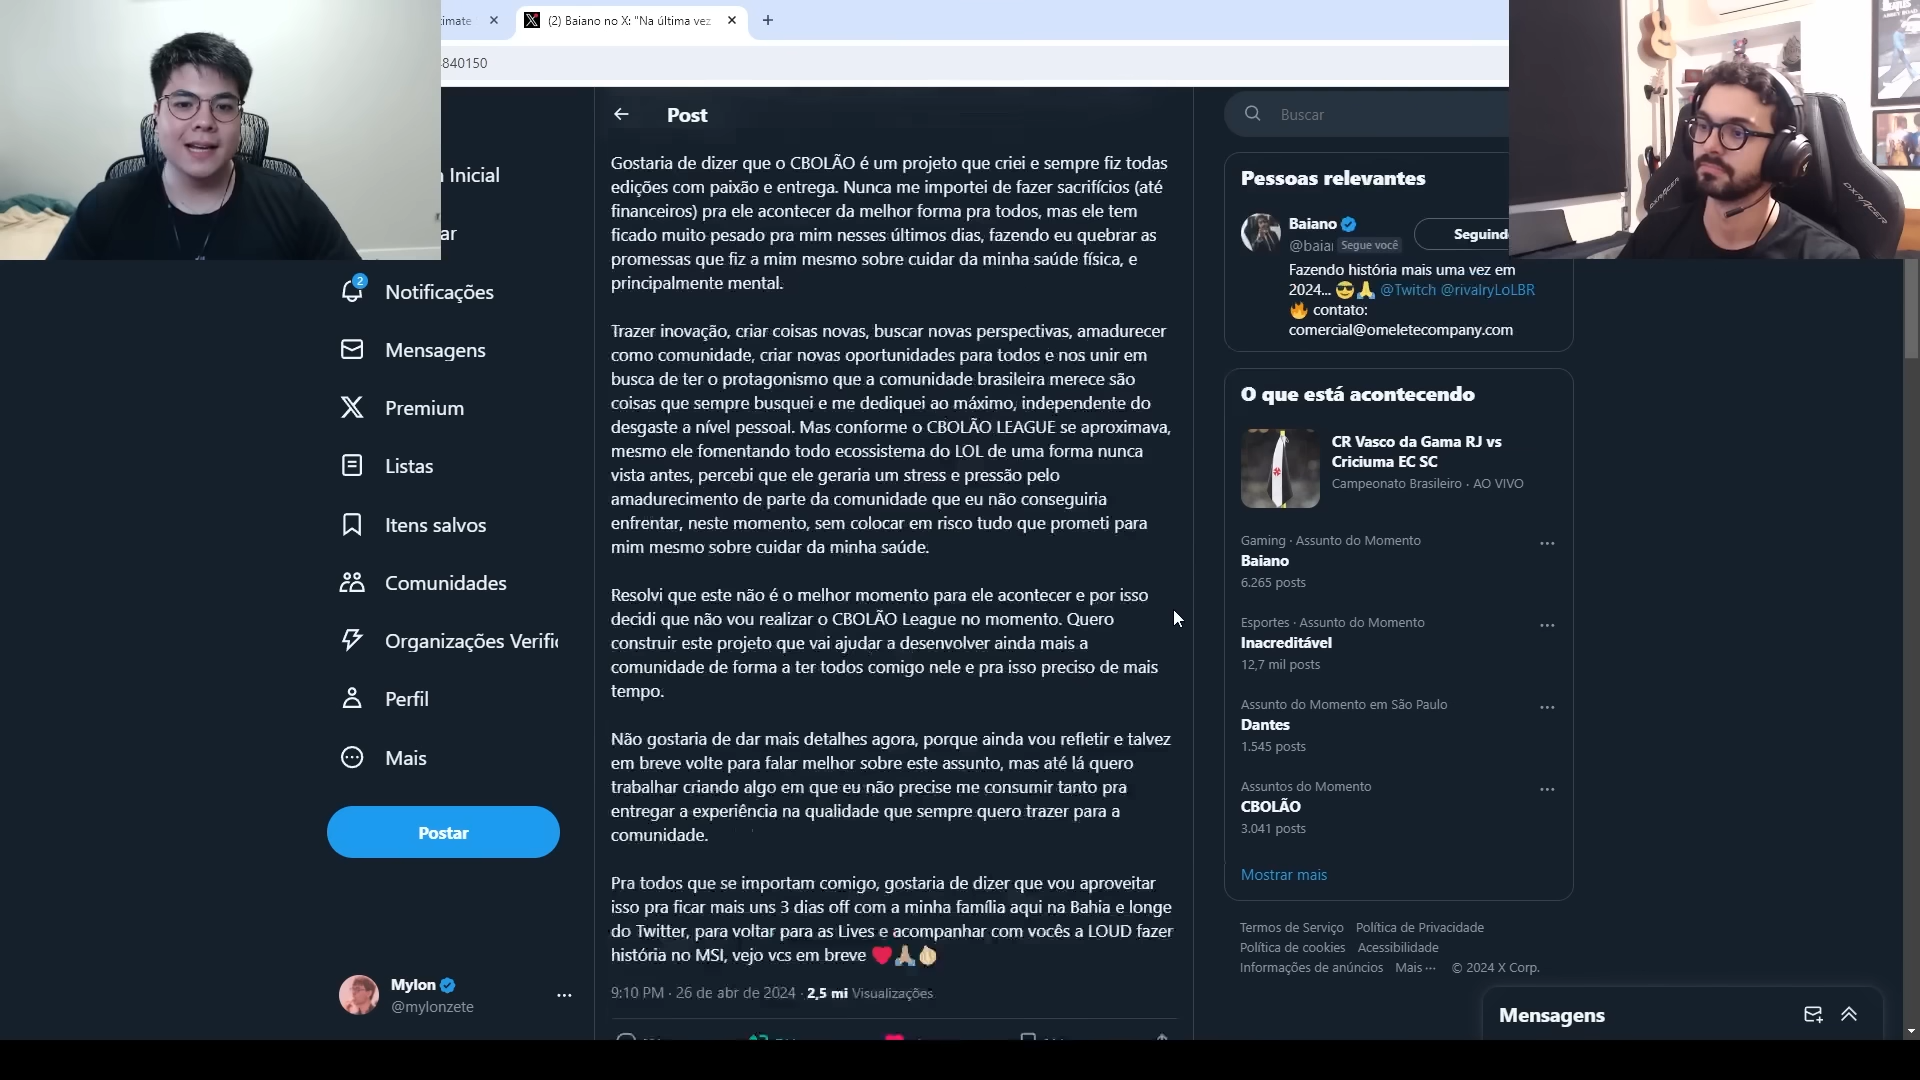 timate
(2) Baiano no X: "Na última vez
840150
Inicial
ar
2
Notificações
Mensagens
Premium
Listas
Itens salvos
Comunidades
Organizações Verific
Perfil
Mais
Postar
Mylon
@mylonzete
Post
Gostaria de dizer que o CBOLÃO é um projeto que criei e sempre fiz todas
edições com paixão e entrega. Nunca me importei de fazer sacrifícios (até
financeiros) pra ele acontecer da melhor forma pra todos, mas ele tem
ficado muito pesado pra mim nesses últimos dias, fazendo eu quebrar as
promessas que fiz a mim mesmo sobre cuidar da minha saúde física, e
principalmente mental.
Trazer inovação, criar coisas novas, buscar novas perspectivas, amadurecer
como comunidade, criar novas oportunidades para todos e nos unir em
busca de ter o protagonismo que a comunidade brasileira merece são
coisas que sempre busquei e me dediquei ao máximo, independente do
desgaste a nível pessoal. Mas conforme o CBOLÃO LEAGUE se aproximava,
mesmo ele fomentando todo ecossistema do LOL de uma forma nunca
vista antes, percebi que ele geraria um stress e pressão pelo
amadurecimento de parte da comunidade que eu não conseguiria
enfrentar, neste momento, sem colocar em risco tudo que prometi para
mim mesmo sobre cuidar da minha saúde.
Resolvi que este não é o melhor momento para ele acontecer e por isso
decidi que não vou realizar o CBOLÃO League no momento. Quero
construir este projeto que vai ajudar a desenvolver ainda mais a
comunidade de forma a ter todos comigo nele e pra isso preciso de mais
tempo.
Não gostaria de dar mais detalhes agora, porque ainda vou refletir e talvez
em breve volte para falar melhor sobre este assunto, mas até lá quero
trabalhar criando algo em que eu não precise me consumir tanto pra
entregar a experiência na qualidade que sempre quero trazer para a
comunidade.
Pra todos que se importam comigo, gostaria de dizer que vou aproveitar
isso pra ficar mais uns 3 dias off com a minha família aqui na Bahia e longe
do Twitter, para voltar para as Lives e acompanhar com vocês a LOUD fazer
história no MSI, vejo vcs em breve ❤️🙏🏽🫓
9:10 PM · 26 de abr de 2024 · 2,5 mi Visualizações
Buscar
Pessoas relevantes
Baiano
@baiai Segue você
Seguind
Fazendo história mais uma vez em
2024... 😎🙏 @Twitch @rivalryLoLBR
🔥 contato:
comercial@omeletecompany.com
O que está acontecendo
CR Vasco da Gama RJ vs
Criciuma EC SC
Campeonato Brasileiro · AO VIVO
Gaming · Assunto do Momento
Baiano
6.265 posts
Esportes · Assunto do Momento
Inacreditável
12,7 mil posts
Assunto do Momento em São Paulo
Dantes
1.545 posts
Assuntos do Momento
CBOLÃO
3.041 posts
Mostrar mais
Termos de Serviço Política de Privacidade
Política de cookies Acessibilidade
Informações de anúncios Mais ··· © 2024 X Corp.
Mensagens
DXRACER
DXRACER